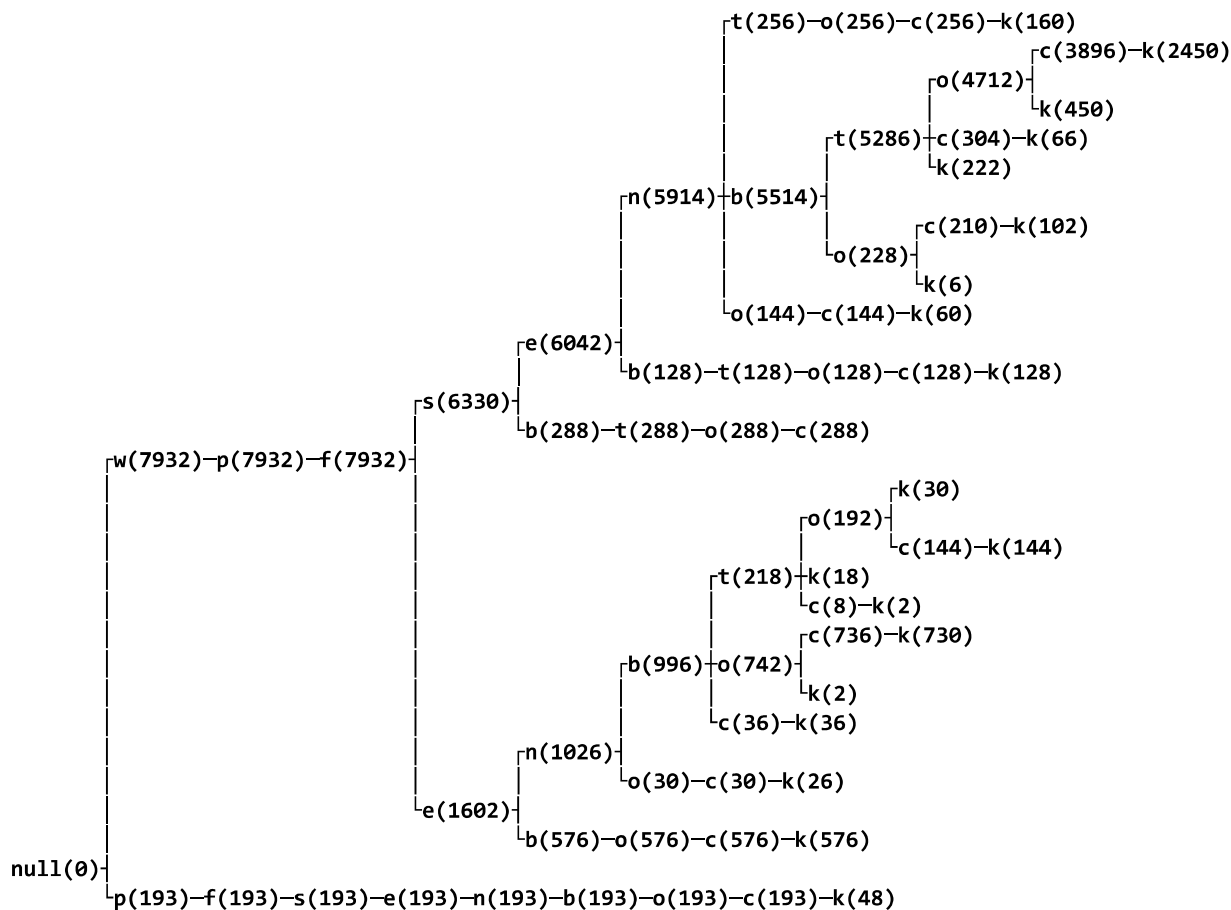 t(256)–o(256)–c(256)–k(160)
c(3896)–k(2450)
o(4712)
k(450)
t(5286) c(304)–k(66)
k(222)
n(5914) b(5514)
c(210)–k(102)
o(228)
k(6)
o(144)–c(144)–k(60)
e(6042)
b(128)–t(128)–o(128)–c(128)–k(128)
s(6330)
b(288)–t(288)–o(288)–c(288)
w(7932)–p(7932)–f(7932)
k(30)
o(192)
c(144)–k(144)
t(218) k(18)
c(8)–k(2)
c(736)–k(730)
b(996) o(742)
k(2)
c(36)–k(36)
n(1026)
o(30)–c(30)–k(26)
e(1602)
b(576)–o(576)–c(576)–k(576)
null(0)
p(193)–f(193)–s(193)–e(193)–n(193)–b(193)–o(193)–c(193)–k(48)